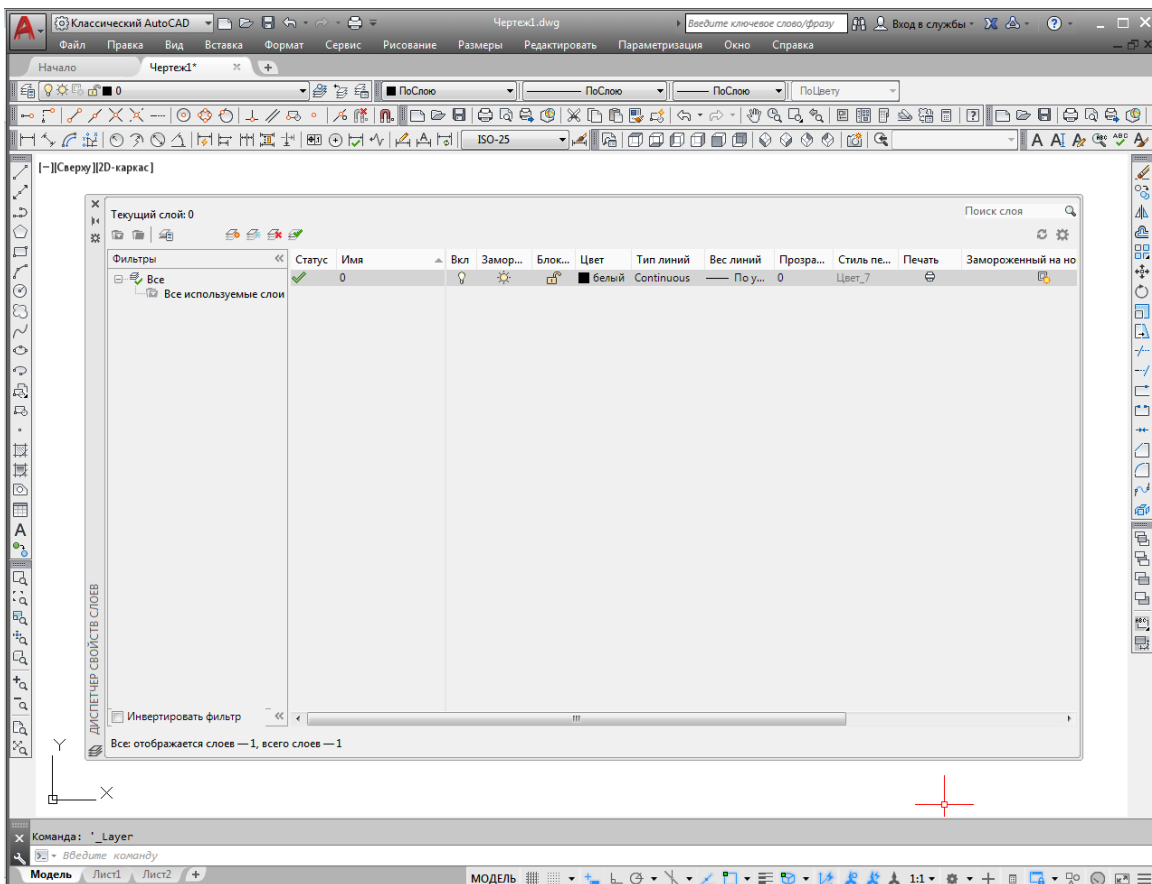 Классический AutoCAD Чертеж1.dwg Введите ключевое слово/фразу Вход в службы
Файл Правка Вид Вставка Формат Сервис Рисование Размеры Редактировать Параметризация Окно Справка
Начало Чертеж1*
0 ПоСлою ПоСлою ПоСлою ПоЦвету
ISO-25
[−][Сверху][2D-каркас]
Текущий слой: 0 Поиск слоя
Фильтры Статус Имя Вкл Замор... Блок... Цвет Тип линий Вес линий Прозра... Стиль пе... Печать Замороженный на но
Все 0 белый Continuous По у... 0 Цвет_7
Все используемые слои
ДИСПЕТЧЕР СВОЙСТВ СЛОЕВ
Инвертировать фильтр
Все: отображается слоев — 1, всего слоев — 1
Y
X
Команда: '_Layer
Введите команду
Модель Лист1 Лист2 + МОДЕЛЬ 1:1